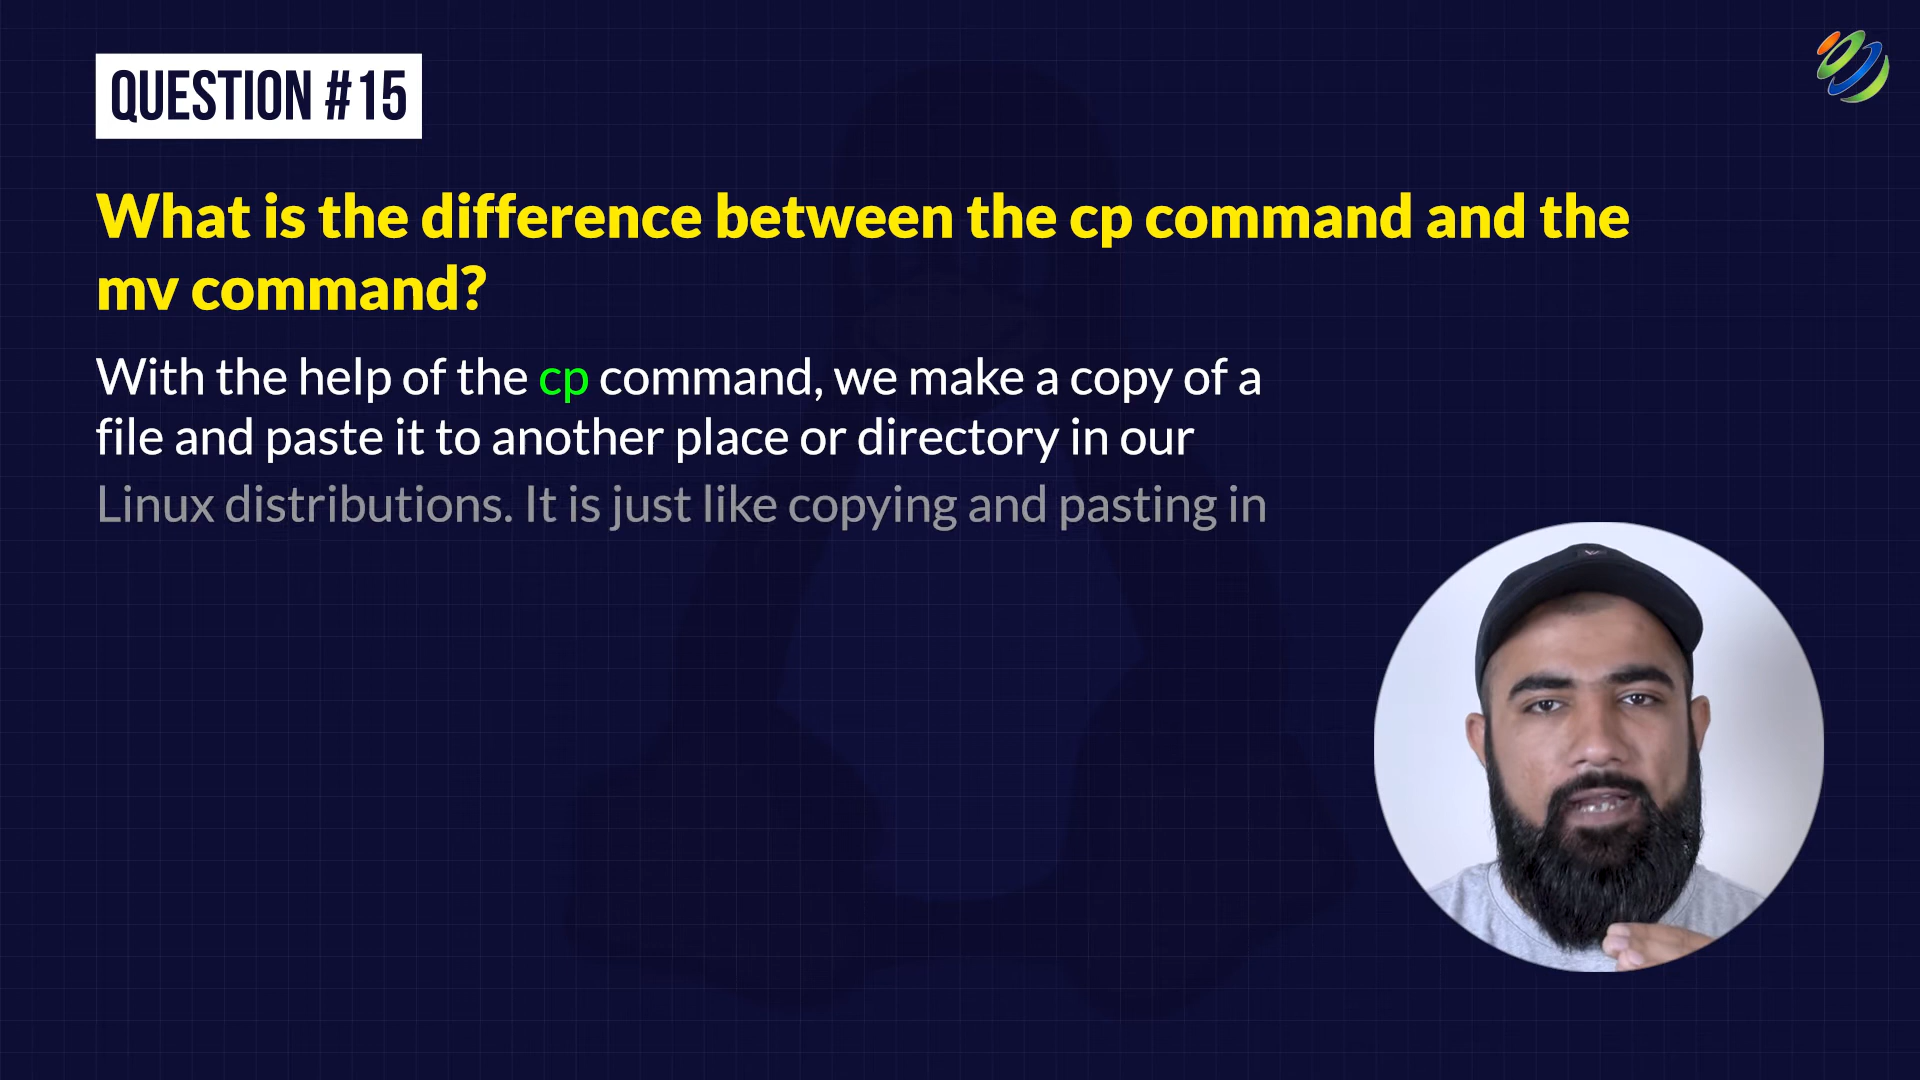 QUESTION #15
What is the difference between the cp command and the
mv command?
With the help of the cp command, we make a copy of a
file and paste it to another place or directory in our
Linux distributions. It is just like copying and pasting in